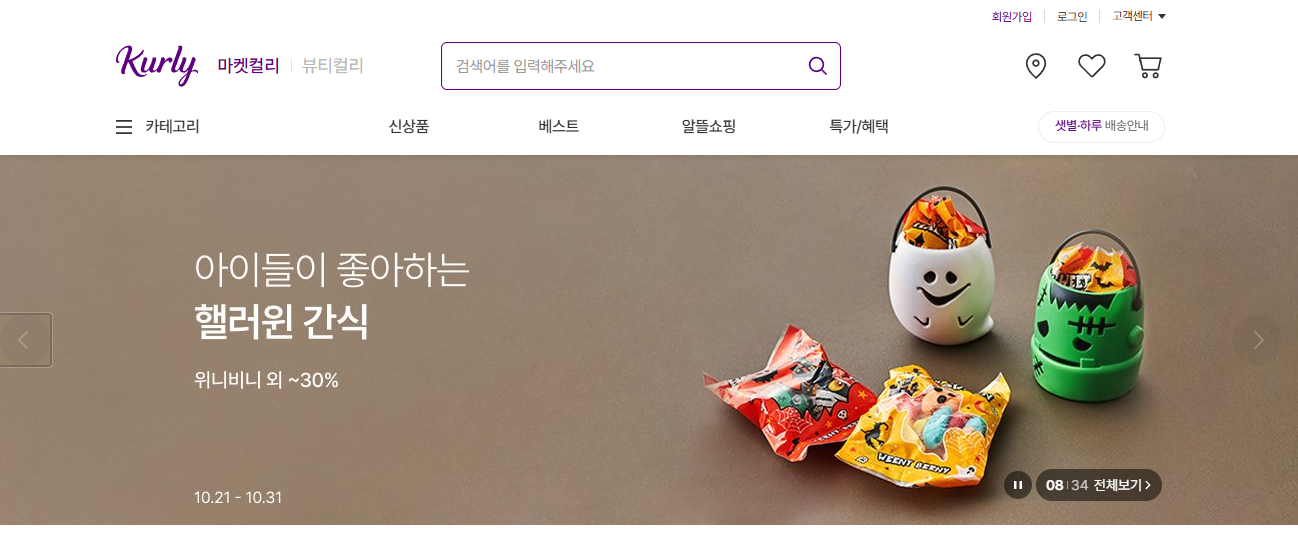 회원가입
로그인
고객센터
Kurly
마켓컬리
뷰티컬리
검색어를 입력해주세요
카테고리
신상품
베스트
알뜰쇼핑
특가/혜택
샛별·하루 배송안내
아이들이 좋아하는
핼러윈 간식
위니비니 외 ~30%
WEENY BEENY
10.21 - 10.31
08 | 34 전체보기 >